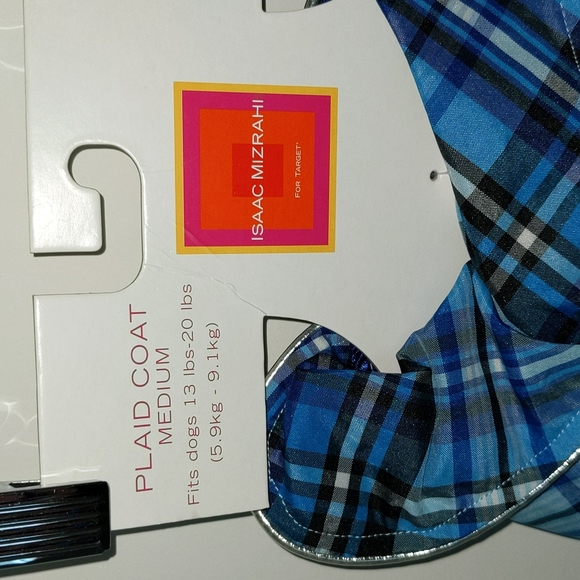 ISAAC MIZRAHI
FOR TARGET*
PLAID COAT
MEDIUM
Fits dogs 13 lbs-20 lbs
(5.9kg - 9.1kg)